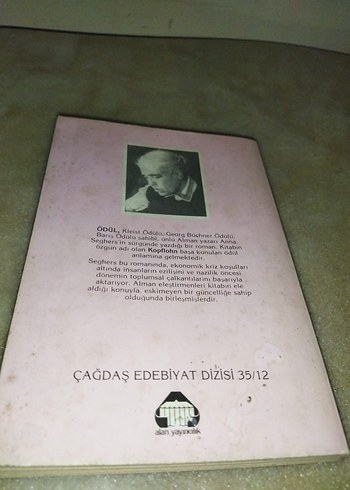 ÖDÜL, Kleist Ödülü, Georg Büchner Ödülü,
Barış Ödülü sahibi, ünlü Alman yazarı Anna
Seghers'in sürgünde yazdığı bir roman. Kitabın
özgün adı olan Kopflohn başa konulan ödül
anlamına gelmektedir.
Seghers bu romanında, ekonomik kriz koşulları
altında insanların ezilişini ve nazilik öncesi
dönemin toplumsal çalkantılarını başarıyla
aktarıyor. Alman eleştirmenleri kitabın ele
aldığı konuyla, eskimeyen bir güncelliğe sahip
olduğunda birleşmişlerdir.
ÇAĞDAŞ EDEBİYAT DİZİSİ 35/12
alan yayıncılık